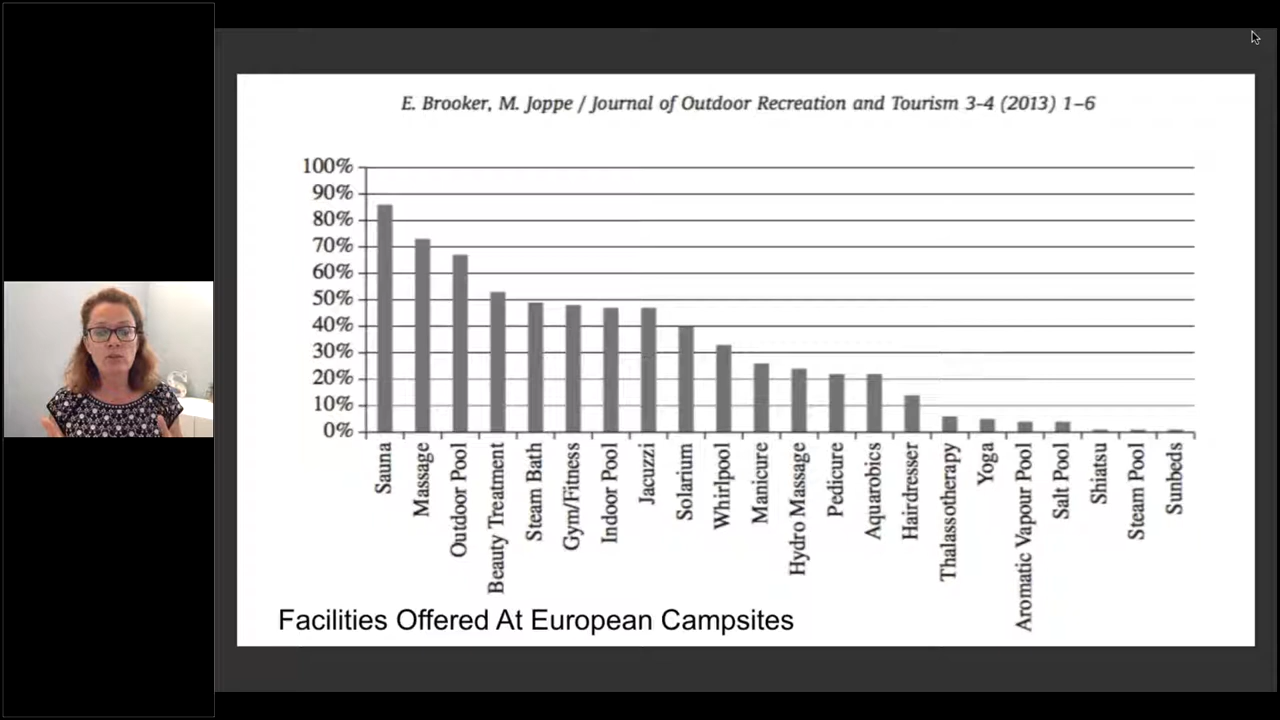 E. Brooker, M. Joppe / Journal of Outdoor Recreation and Tourism 3-4 (2013) 1–6
100%
90%
80%
70%
60%
50%
40%
30%
20%
10%
0%
Sauna
Massage
Outdoor Pool
Beauty Treatment
Steam Bath
Gym/Fitness
Indoor Pool
Jacuzzi
Solarium
Whirlpool
Manicure
Hydro Massage
Pedicure
Aquarobics
Hairdresser
Thalassotherapy
Yoga
Aromatic Vapour Pool
Salt Pool
Shiatsu
Steam Pool
Sunbeds
Facilities Offered At European Campsites